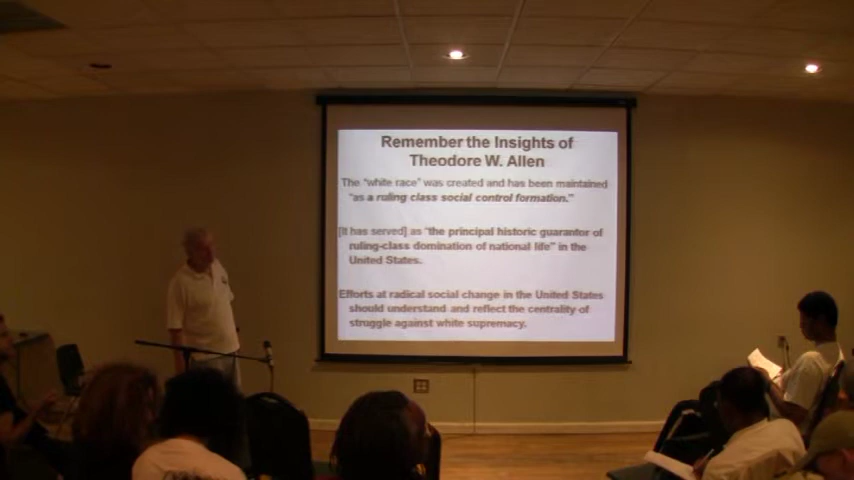 Remember the Insights of
Theodore W. Allen
The "white race" was created and has been maintained
"as a ruling class social control formation."
[It has served] as "the principal historic guarantor of
ruling-class domination of national life" in the
United States.
Efforts at radical social change in the United States
should understand and reflect the centrality of
struggle against white supremacy.